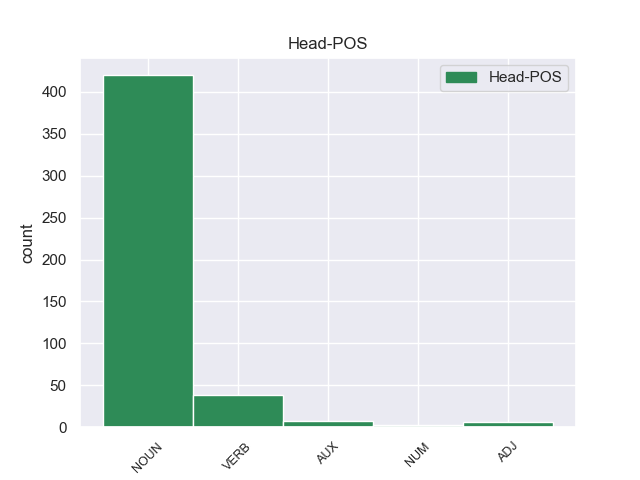 Head-POS
Head-POS
400
350
300
250
200
150
100
50
0
count
NOUN
VERB
AUX
NUM
ADJ